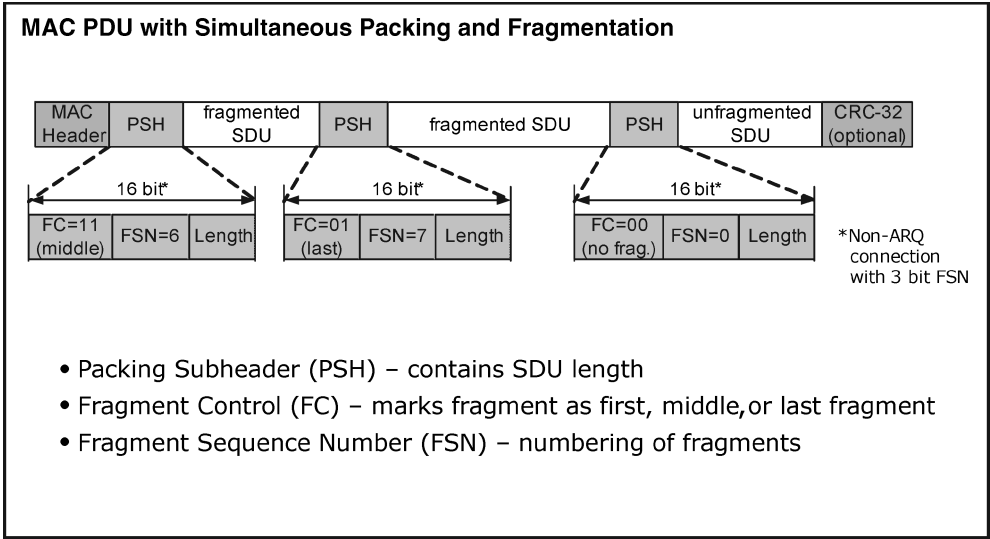 MAC PDU with Simultaneous Packing and Fragmentation
MAC Header PSH fragmented SDU PSH fragmented SDU PSH unfragmented SDU CRC-32 (optional)
16 bit* 16 bit* 16 bit*
FC=11 (middle) FSN=6 Length FC=01 (last) FSN=7 Length FC=00 (no frag.) FSN=0 Length
*Non-ARQ
connection
with 3 bit FSN
• Packing Subheader (PSH) – contains SDU length
• Fragment Control (FC) – marks fragment as first, middle, or last fragment
• Fragment Sequence Number (FSN) – numbering of fragments